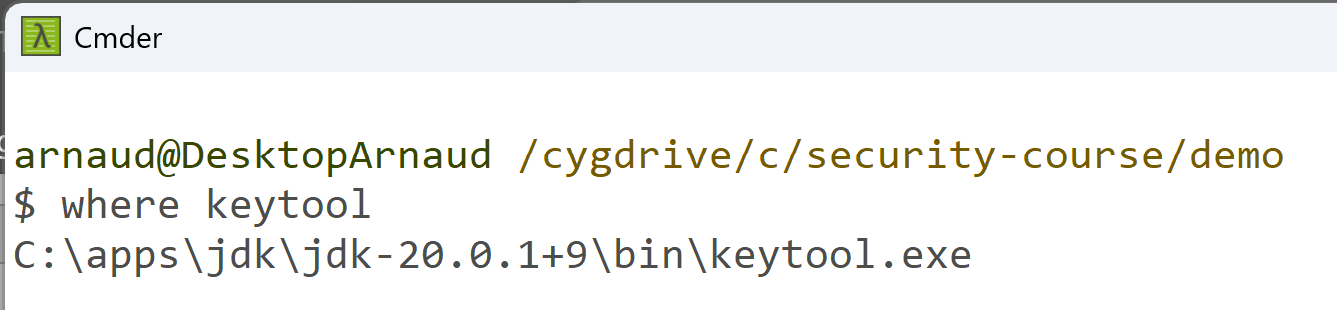 Cmder
arnaud@DesktopArnaud /cygdrive/c/security-course/demo
$ where keytool
C:\apps\jdk\jdk-20.0.1+9\bin\keytool.exe